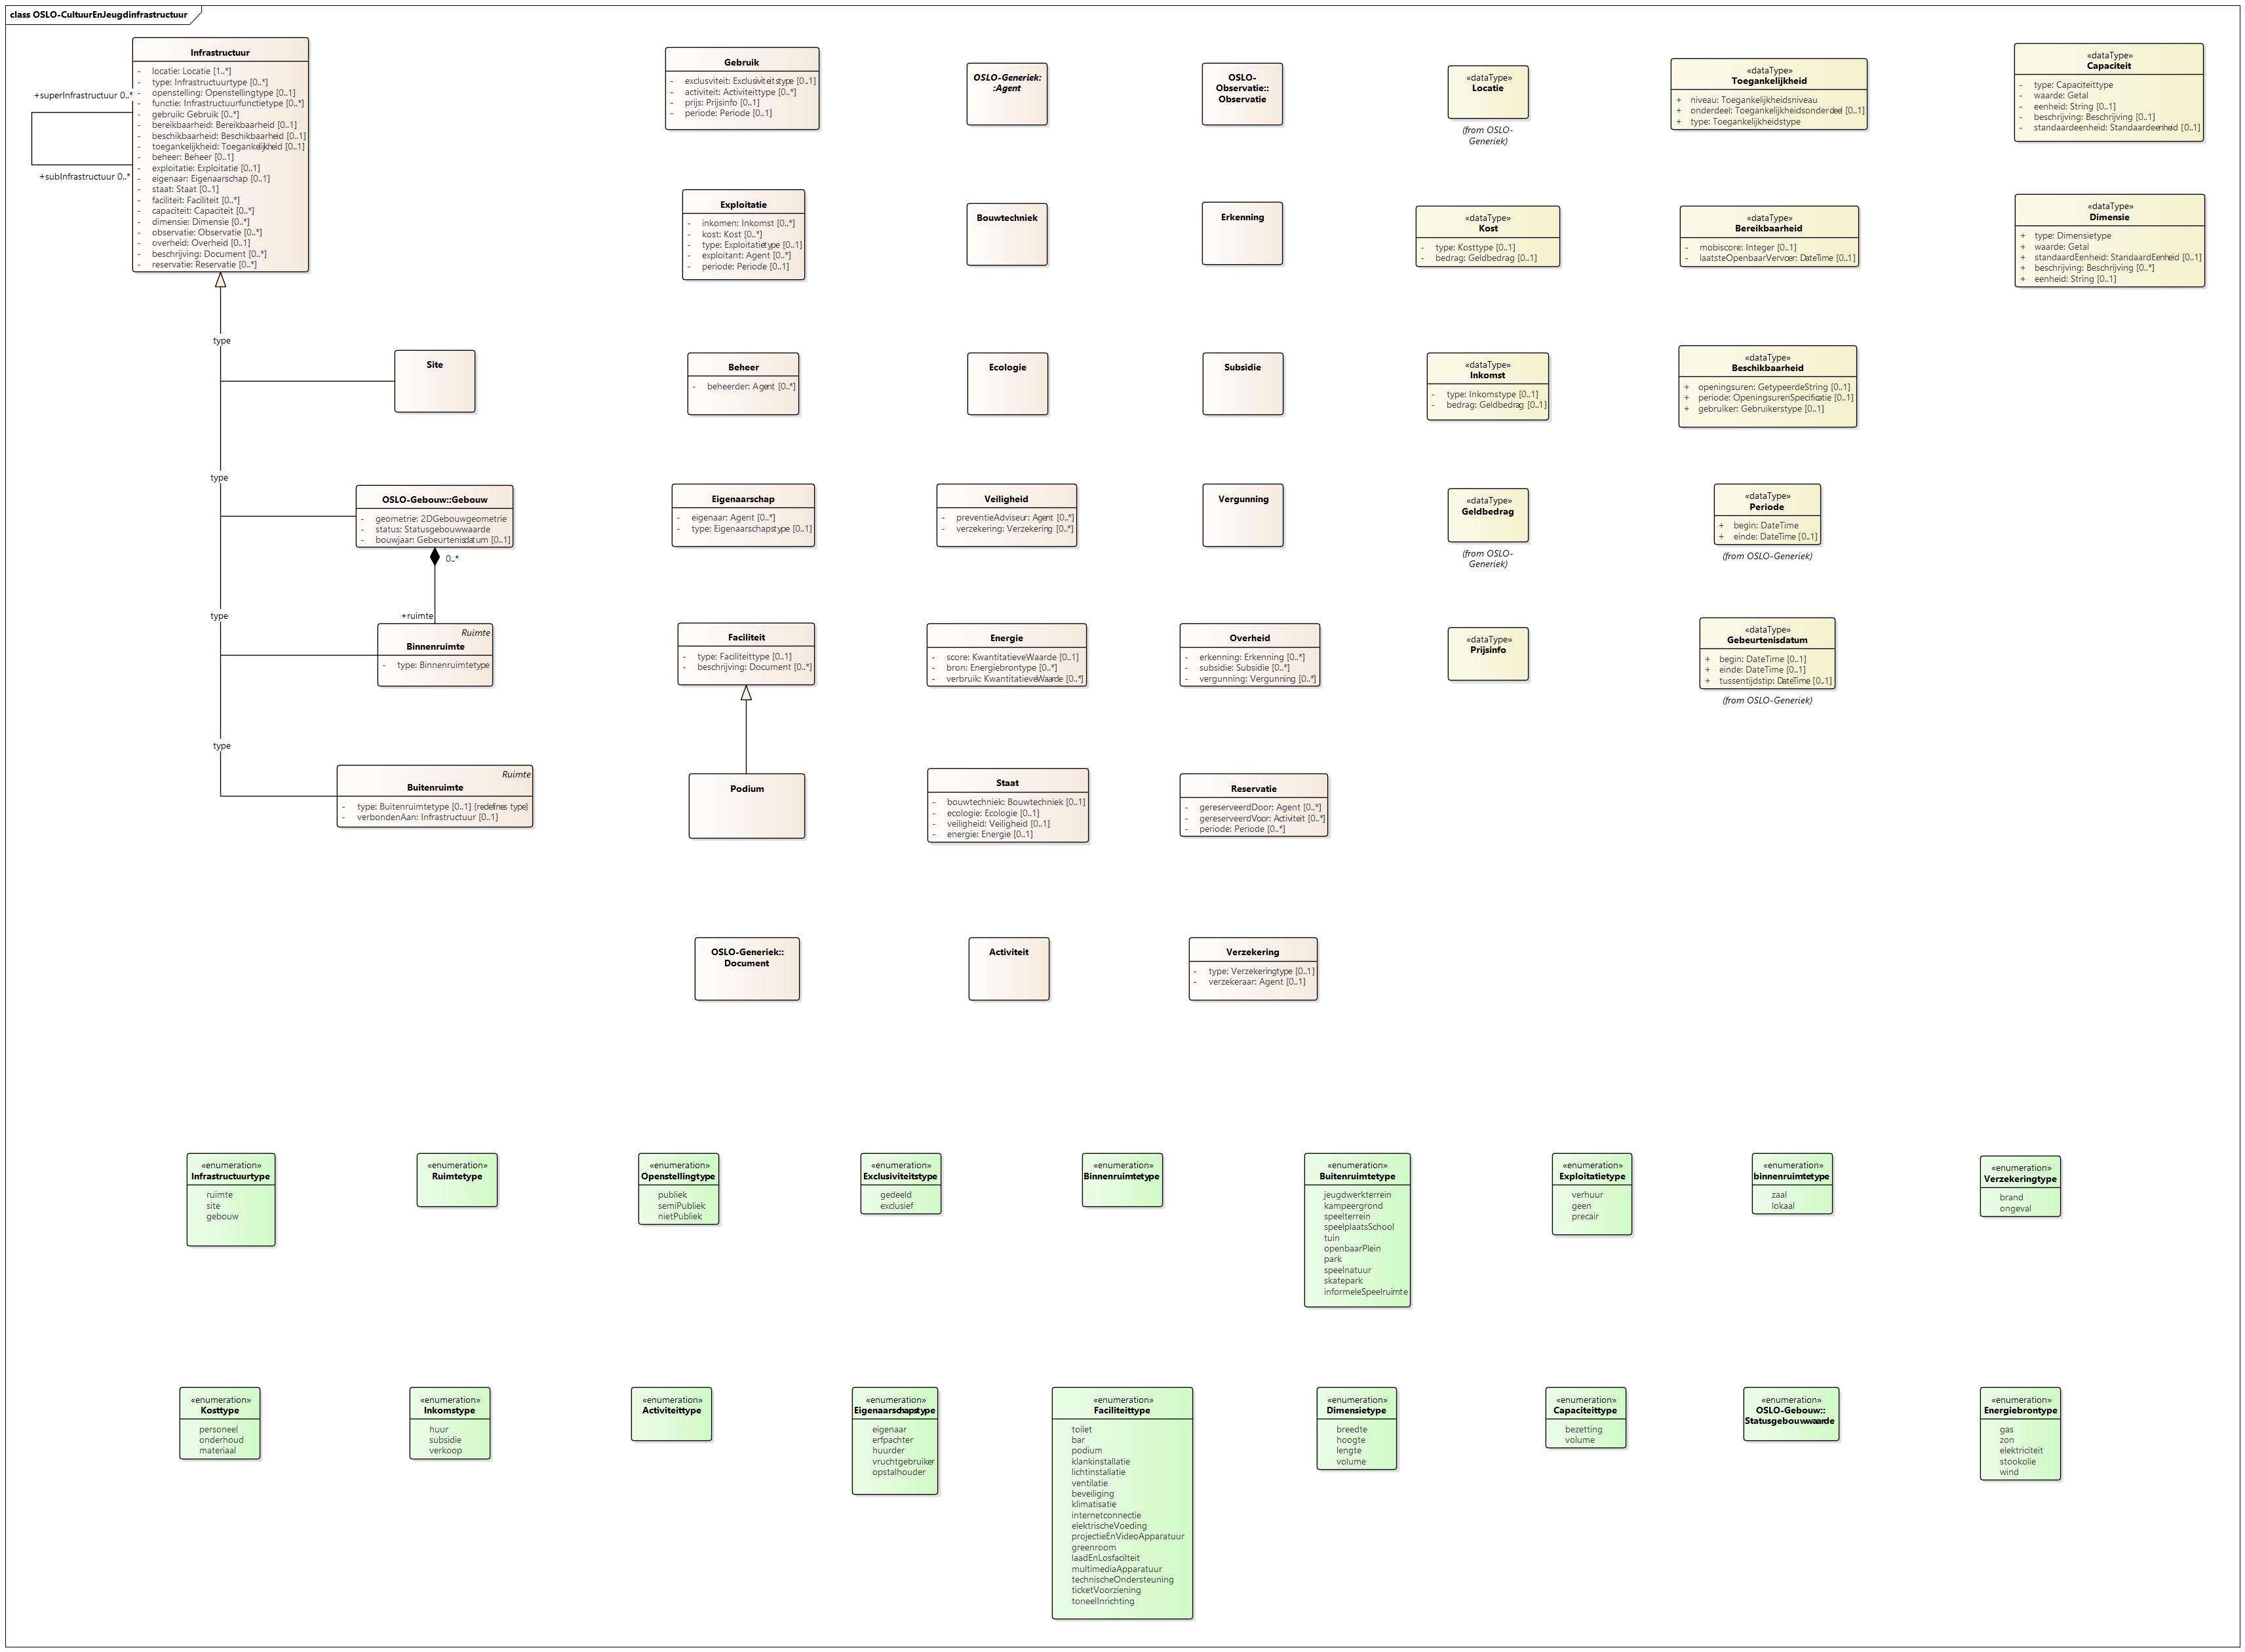 class OSLO-CultuurEnJeugdinfrastructuur
Infrastructuur
- locatie: Locatie [1..*]
- type: Infrastructuurtype [0..*]
- openstelling: Openstellingtype [0..1]
- functie: Infrastructuurfunctietype [0..*]
- gebruik: Gebruik [0..*]
- bereikbaarheid: Bereikbaarheid [0..1]
- beschikbaarheid: Beschikbaarheid [0..1]
- toegankelijkheid: Toegankelijkheid [0..1]
- beheer: Beheer [0..1]
- exploitatie: Exploitatie [0..1]
- eigenaar: Eigenaarschap [0..1]
- staat: Staat [0..1]
- faciliteit: Faciliteit [0..*]
- capaciteit: Capaciteit [0..*]
- dimensie: Dimensie [0..*]
- observatie: Observatie [0..*]
- overheid: Overheid [0..1]
- beschrijving: Document [0..*]
- reservatie: Reservatie [0..*]
+superInfrastructuur 0..*
+subInfrastructuur 0..*
Gebruik
- exclusviteit: Exclusiviteitstype [0..1]
- activiteit: Activiteittype [0..*]
- prijs: Prijsinfo [0..1]
- periode: Periode [0..1]
OSLO-Generiek:
:Agent
OSLO-
Observatie::
Observatie
«dataType»
Locatie
(from OSLO-
Generiek)
«dataType»
Toegankelijkheid
+ niveau: Toegankelijkheidsniveau
+ onderdeel: Toegankelijkheidsonderdeel [0..1]
+ type: Toegankelijkheidstype
«dataType»
Capaciteit
- type: Capaciteittype
- waarde: Getal
- eenheid: String [0..1]
- beschrijving: Beschrijving [0..1]
- standaardeenheid: Standaardeenheid [0..1]
Exploitatie
- inkomen: Inkomst [0..*]
- kost: Kost [0..*]
- type: Exploitatietype [0..1]
- exploitant: Agent [0..*]
- periode: Periode [0..1]
Bouwtechniek
Erkenning
«dataType»
Kost
- type: Kosttype [0..1]
- bedrag: Geldbedrag [0..1]
«dataType»
Bereikbaarheid
- mobiscore: Integer [0..1]
- laatsteOpenbaarVervoer: DateTime [0..1]
«dataType»
Dimensie
+ type: Dimensietype
+ waarde: Getal
+ standaardEenheid: StandaardEenheid [0..1]
+ beschrijving: Beschrijving [0..*]
+ eenheid: String [0..1]
type
Site
Beheer
- beheerder: Agent [0..*]
Ecologie
Subsidie
«dataType»
Inkomst
- type: Inkomstype [0..1]
- bedrag: Geldbedrag [0..1]
«dataType»
Beschikbaarheid
+ openingsuren: GetypeerdeString [0..1]
+ periode: OpeningsurenSpecificatie [0..1]
+ gebruiker: Gebruikerstype [0..1]
type
OSLO-Gebouw::Gebouw
- geometrie: 2DGebouwgeometrie
- status: Statusgebouwwaarde
- bouwjaar: Gebeurtenisdatum [0..1]
0..*
+ruimte
Eigenaarschap
- eigenaar: Agent [0..*]
- type: Eigenaarschapstype [0..1]
Veiligheid
- preventieAdviseur: Agent [0..*]
- verzekering: Verzekering [0..*]
Vergunning
«dataType»
Geldbedrag
(from OSLO-
Generiek)
«dataType»
Periode
+ begin: DateTime
+ einde: DateTime [0..1]
(from OSLO-Generiek)
type
Ruimte
Binnenruimte
- type: Binnenruimtetype
Faciliteit
- type: Faciliteittype [0..1]
- beschrijving: Document [0..*]
Energie
- score: KwantitatieveWaarde [0..1]
- bron: Energiebrontype [0..*]
- verbruik: KwantitatieveWaarde [0..*]
Overheid
- erkenning: Erkenning [0..*]
- subsidie: Subsidie [0..*]
- vergunning: Vergunning [0..*]
«dataType»
Prijsinfo
«dataType»
Gebeurtenisdatum
+ begin: DateTime [0..1]
+ einde: DateTime [0..1]
+ tussentijdstip: DateTime [0..1]
(from OSLO-Generiek)
type
Ruimte
Buitenruimte
- type: Buitenruimtetype [0..1] {redefines type}
- verbondenAan: Infrastructuur [0..1]
Podium
Staat
- bouwtechniek: Bouwtechniek [0..1]
- ecologie: Ecologie [0..1]
- veiligheid: Veiligheid [0..1]
- energie: Energie [0..1]
Reservatie
- gereserveerdDoor: Agent [0..*]
- gereserveerdVoor: Activiteit [0..*]
- periode: Periode [0..*]
OSLO-Generiek::
Document
Activiteit
Verzekering
- type: Verzekeringtype [0..1]
- verzekeraar: Agent [0..1]
«enumeration»
Infrastructuurtype
ruimte
site
gebouw
«enumeration»
Ruimtetype
«enumeration»
Openstellingtype
publiek
semiPubliek
nietPubliek
«enumeration»
Exclusiviteitstype
gedeeld
exclusief
«enumeration»
Binnenruimtetype
«enumeration»
Buitenruimtetype
jeugdwerkterrein
kampeergrond
speelterrein
speelplaatsSchool
tuin
openbaarPlein
park
speelnatuur
skatepark
informeleSpeelruimte
«enumeration»
Exploitatietype
verhuur
geen
precair
«enumeration»
binnenruimtetype
zaal
lokaal
«enumeration»
Verzekeringtype
brand
ongeval
«enumeration»
Kosttype
personeel
onderhoud
materiaal
«enumeration»
Inkomstype
huur
subsidie
verkoop
«enumeration»
Activiteittype
«enumeration»
Eigenaarschapstype
eigenaar
erfpachter
huurder
vruchtgebruiker
opstalhouder
«enumeration»
Faciliteittype
toilet
bar
podium
klankinstallatie
lichtinstallatie
ventilatie
beveiliging
klimatisatie
internetconnectie
elektrischeVoeding
projectieEnVideoApparatuur
greenroom
laadEnLosfacilteit
multimediaApparatuur
technischeOndersteuning
ticketVoorziening
toneelInrichting
«enumeration»
Dimensietype
breedte
hoogte
lengte
volume
«enumeration»
Capaciteittype
bezetting
volume
«enumeration»
OSLO-Gebouw::
Statusgebouwwaarde
«enumeration»
Energiebrontype
gas
zon
elektriciteit
stookolie
wind